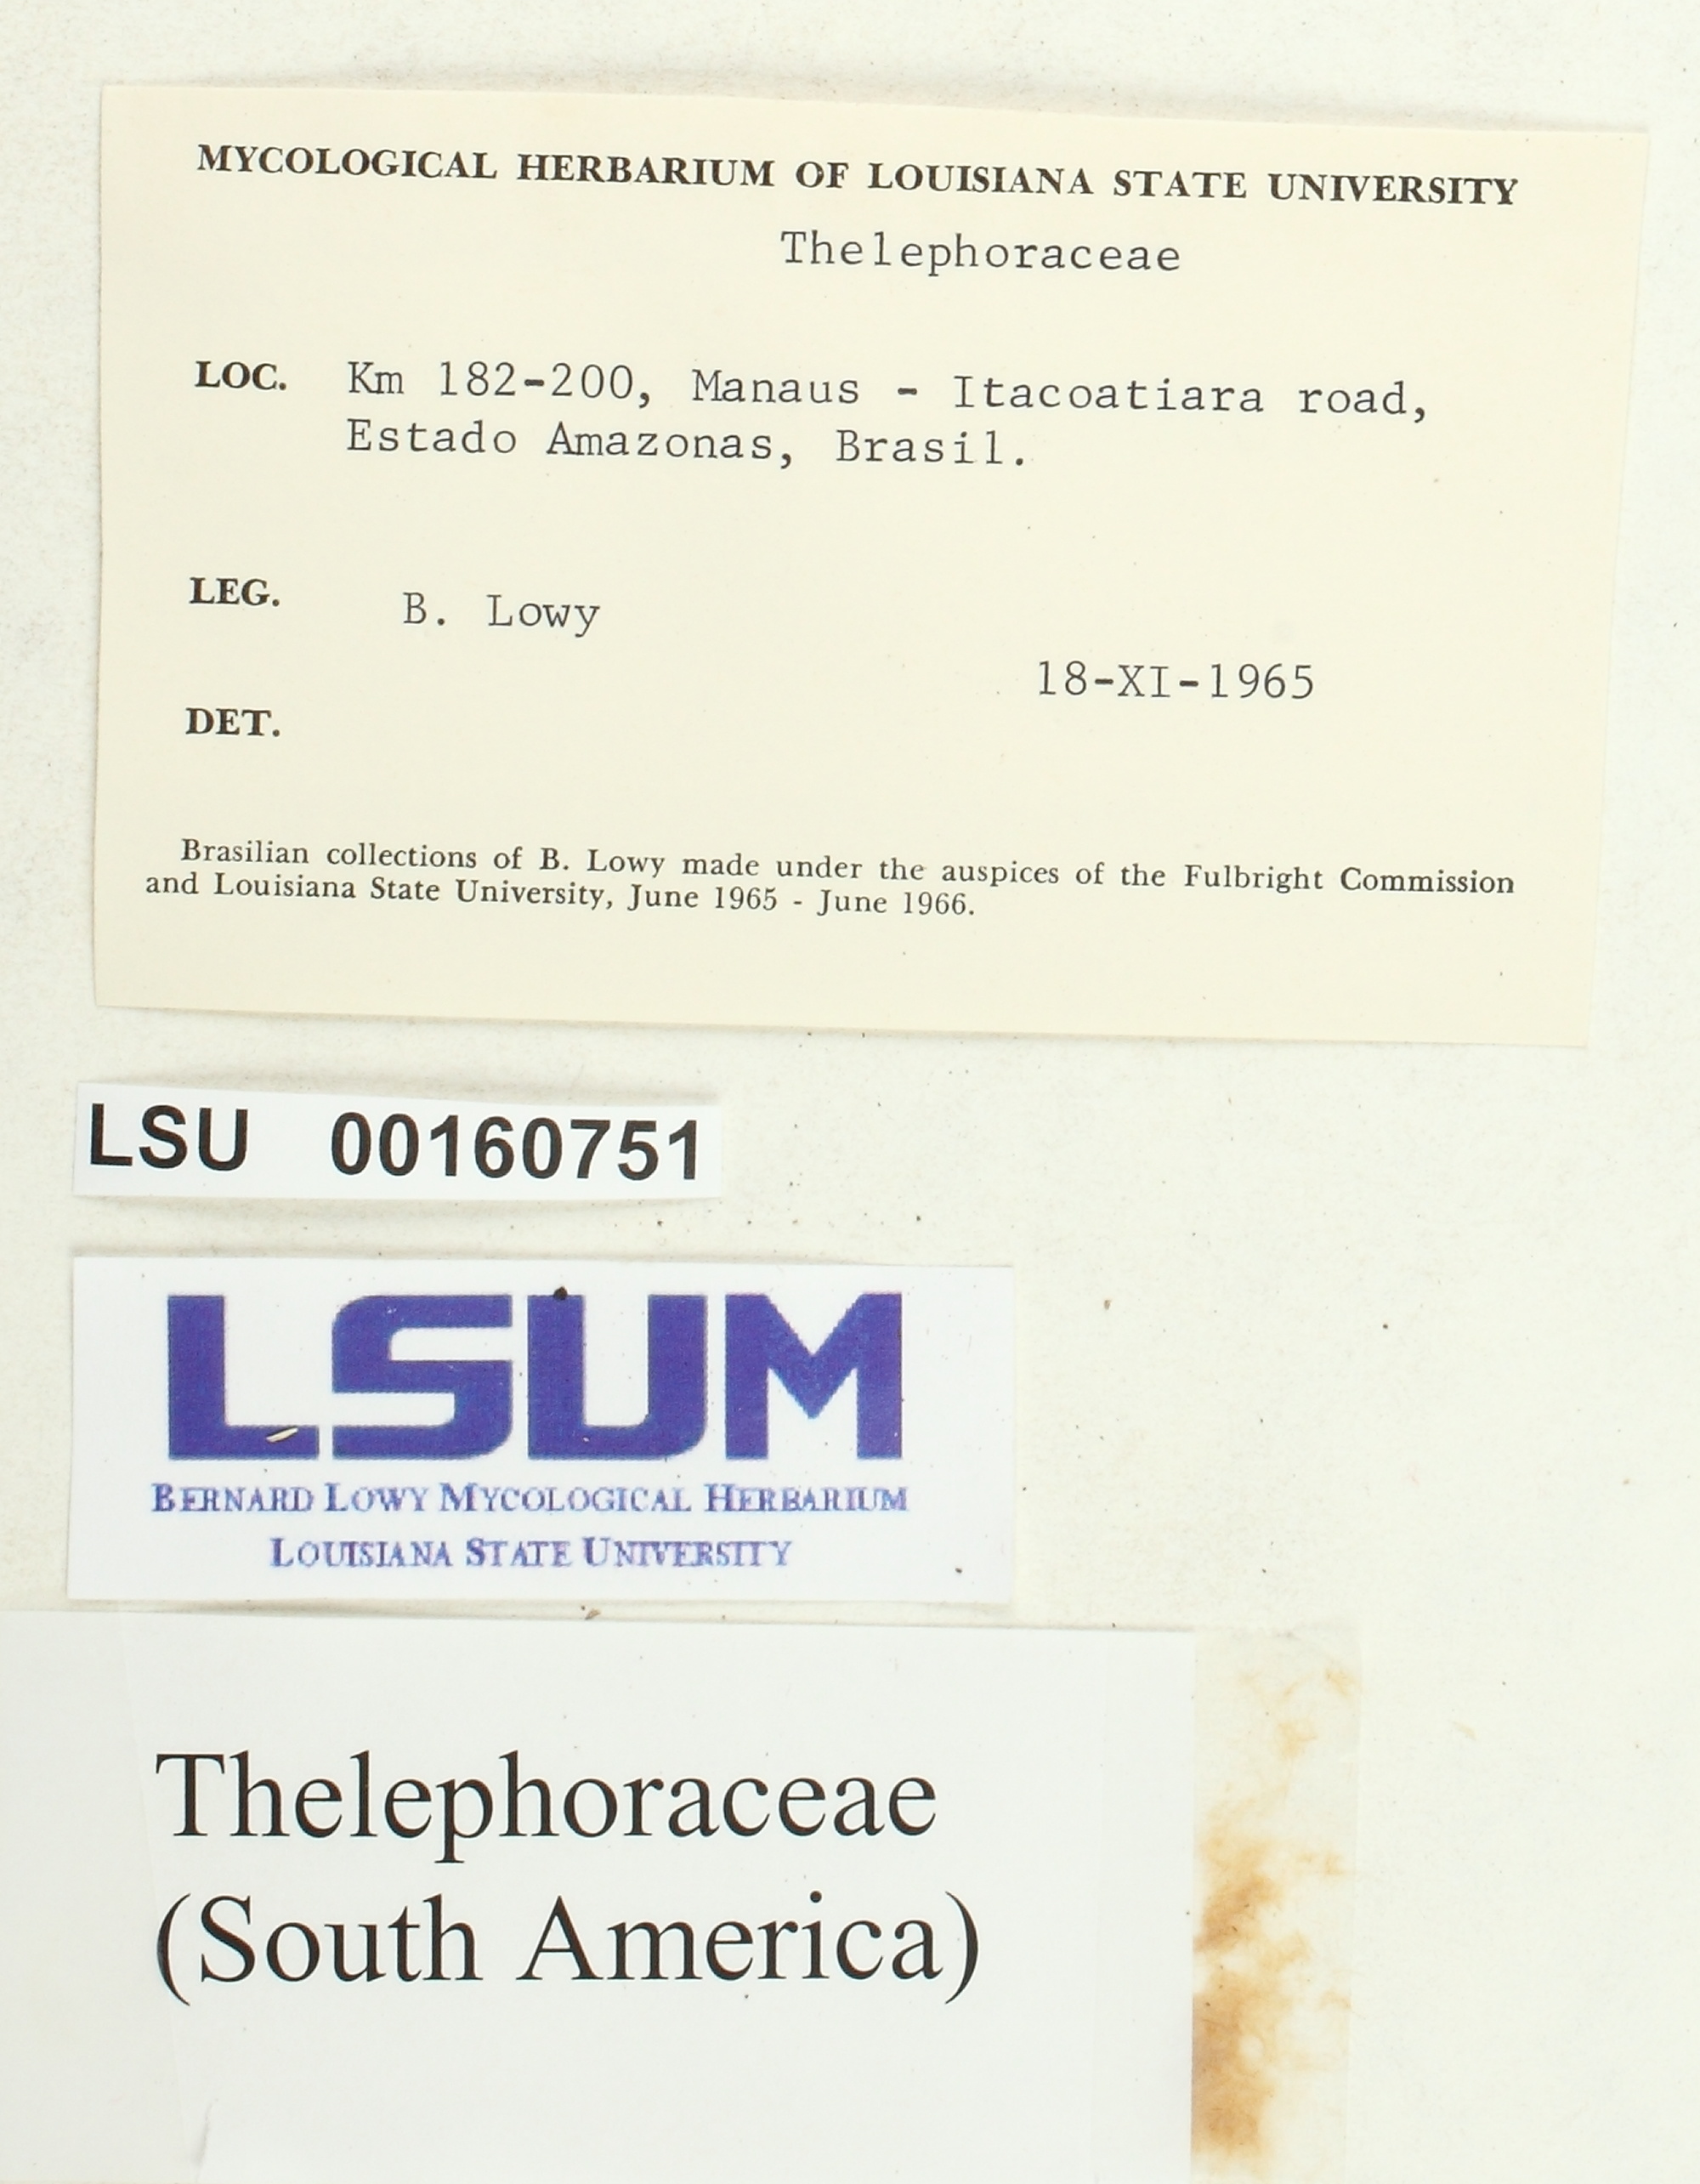 MYCOLOGICAL HERBARIUM OF LOUISIANA STATE UNIVERSITY
Thelephoraceae
LOC. Km 182-200, Manaus - Itacoatiara road,
Estado Amazonas, Brasil.
LEG. B. Lowy
18-XI-1965
DET.
Brasilian collections of B. Lowy made under the auspices of the Fulbright Commission
and Louisiana State University, June 1965 - June 1966.
LSU 00160751
LSUM
BERNARD LOWY MYCOLOGICAL HERBARIUM
LOUISIANA STATE UNIVERSITY
Thelephoraceae
(South America)